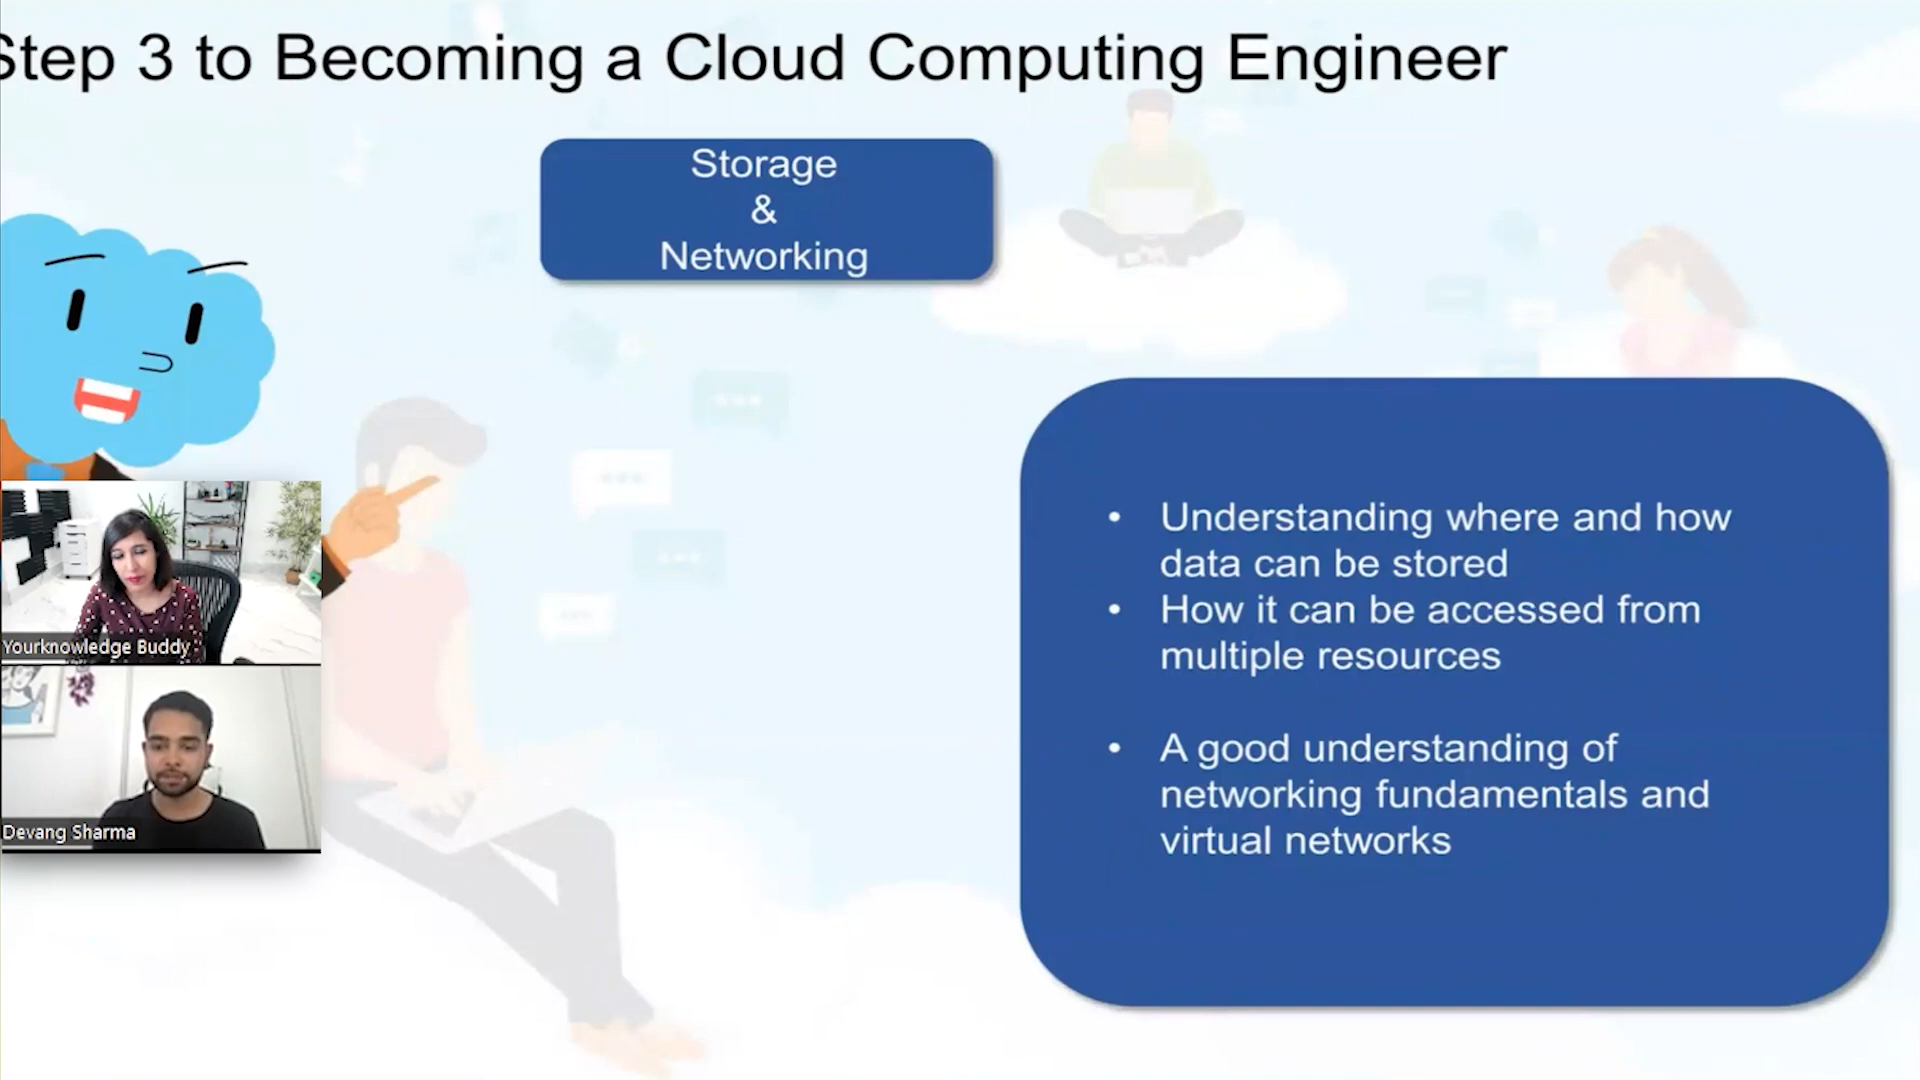 Step 3 to Becoming a Cloud Computing Engineer
Storage
&
Networking
• Understanding where and how
data can be stored
• How it can be accessed from
multiple resources
• A good understanding of
networking fundamentals and
virtual networks
Yourknowledge Buddy
Devang Sharma